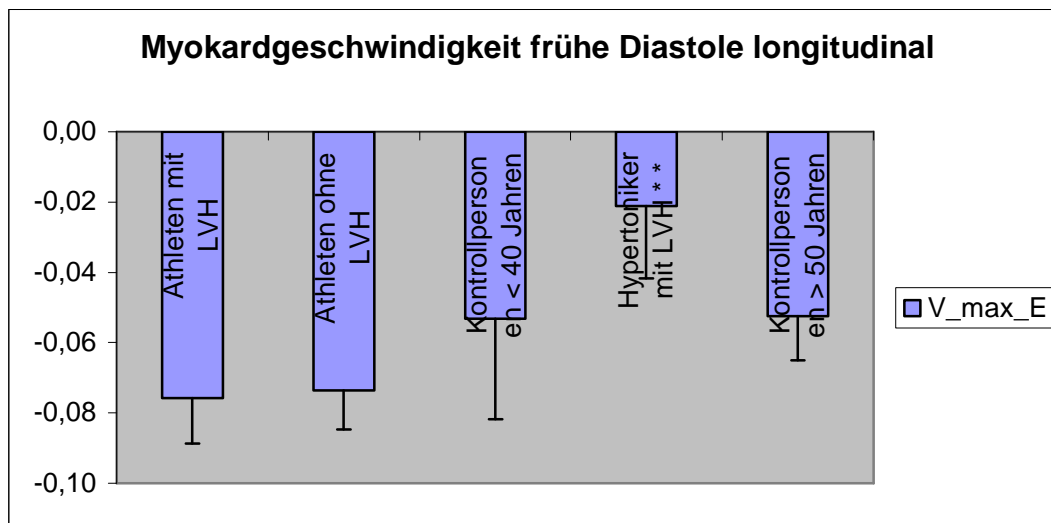 Myokardgeschwindigkeit frühe Diastole longitudinal
0,00
-0,02
-0,04
-0,06
-0,08
-0,10
Athleten mit
LVH
Athleten ohne
LVH
Kontrollperson
en < 40 Jahren
Hypertoniker
mit LVH * *
Kontrollperson
en > 50 Jahren
V_max_E